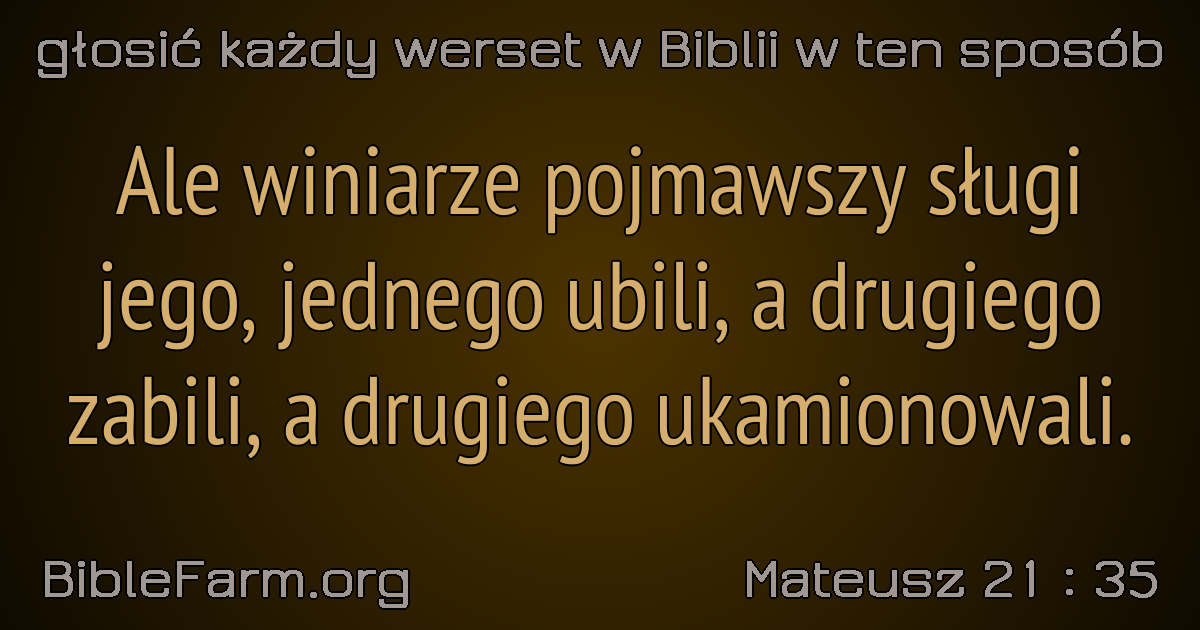 głosić każdy werset w Biblii w ten sposób
Ale winiarze pojmawszy sługi
jego, jednego ubili, a drugiego
zabili, a drugiego ukamionowali.
BibleFarm.org
Mateusz 21 : 35